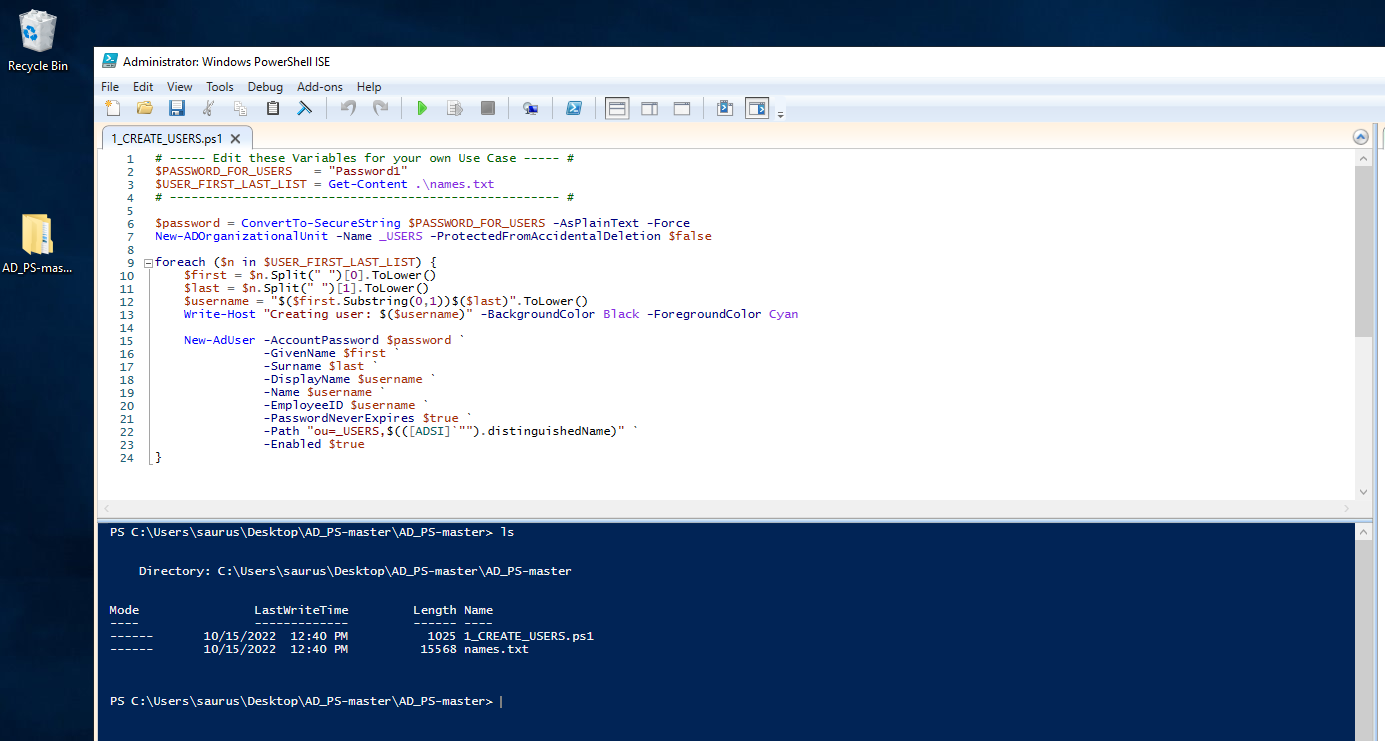 Recycle Bin
AD_PS-mas...
Administrator: Windows PowerShell ISE
File Edit View Tools Debug Add-ons Help
1_CREATE_USERS.ps1
1 # ----- Edit these Variables for your own Use Case ----- #
2 $PASSWORD_FOR_USERS   = "Password1"
3 $USER_FIRST_LAST_LIST = Get-Content .\names.txt
4 # ------------------------------------------------------ #
5
6 $password = ConvertTo-SecureString $PASSWORD_FOR_USERS -AsPlainText -Force
7 New-ADOrganizationalUnit -Name _USERS -ProtectedFromAccidentalDeletion $false
8
9 foreach ($n in $USER_FIRST_LAST_LIST) {
10     $first = $n.Split(" ")[0].ToLower()
11     $last = $n.Split(" ")[1].ToLower()
12     $username = "$($first.Substring(0,1))$($last)".ToLower()
13     Write-Host "Creating user: $($username)" -BackgroundColor Black -ForegroundColor Cyan
14
15     New-AdUser -AccountPassword $password `
16                -GivenName $first `
17                -Surname $last `
18                -DisplayName $username `
19                -Name $username `
20                -EmployeeID $username `
21                -PasswordNeverExpires $true `
22                -Path "ou=_USERS,$(([ADSI]`"").distinguishedName)" `
23                -Enabled $true
24 }
PS C:\Users\saurus\Desktop\AD_PS-master\AD_PS-master> ls
Directory: C:\Users\saurus\Desktop\AD_PS-master\AD_PS-master
Mode                LastWriteTime         Length Name
----                -------------         ------ ----
------       10/15/2022  12:40 PM           1025 1_CREATE_USERS.ps1
------       10/15/2022  12:40 PM          15568 names.txt
PS C:\Users\saurus\Desktop\AD_PS-master\AD_PS-master>